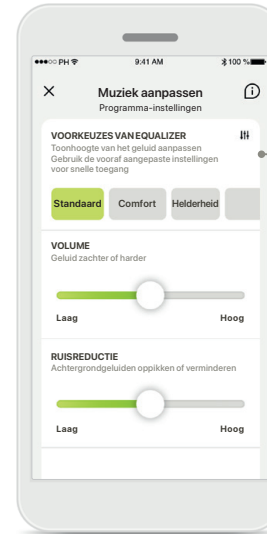 PH 9:41 AM 100 %
Muziek aanpassen
Programma-instellingen
VOORKEUZES VAN EQUALIZER
Toonhoogte van het geluid aanpassen
Gebruik de vooraf aangepaste instellingen
voor snelle toegang
Standaard Comfort Helderheid
VOLUME
Geluid zachter of harder
Laag Hoog
RUISREDUCTIE
Achtergrondgeluiden oppikken of verminderen
Laag Hoog